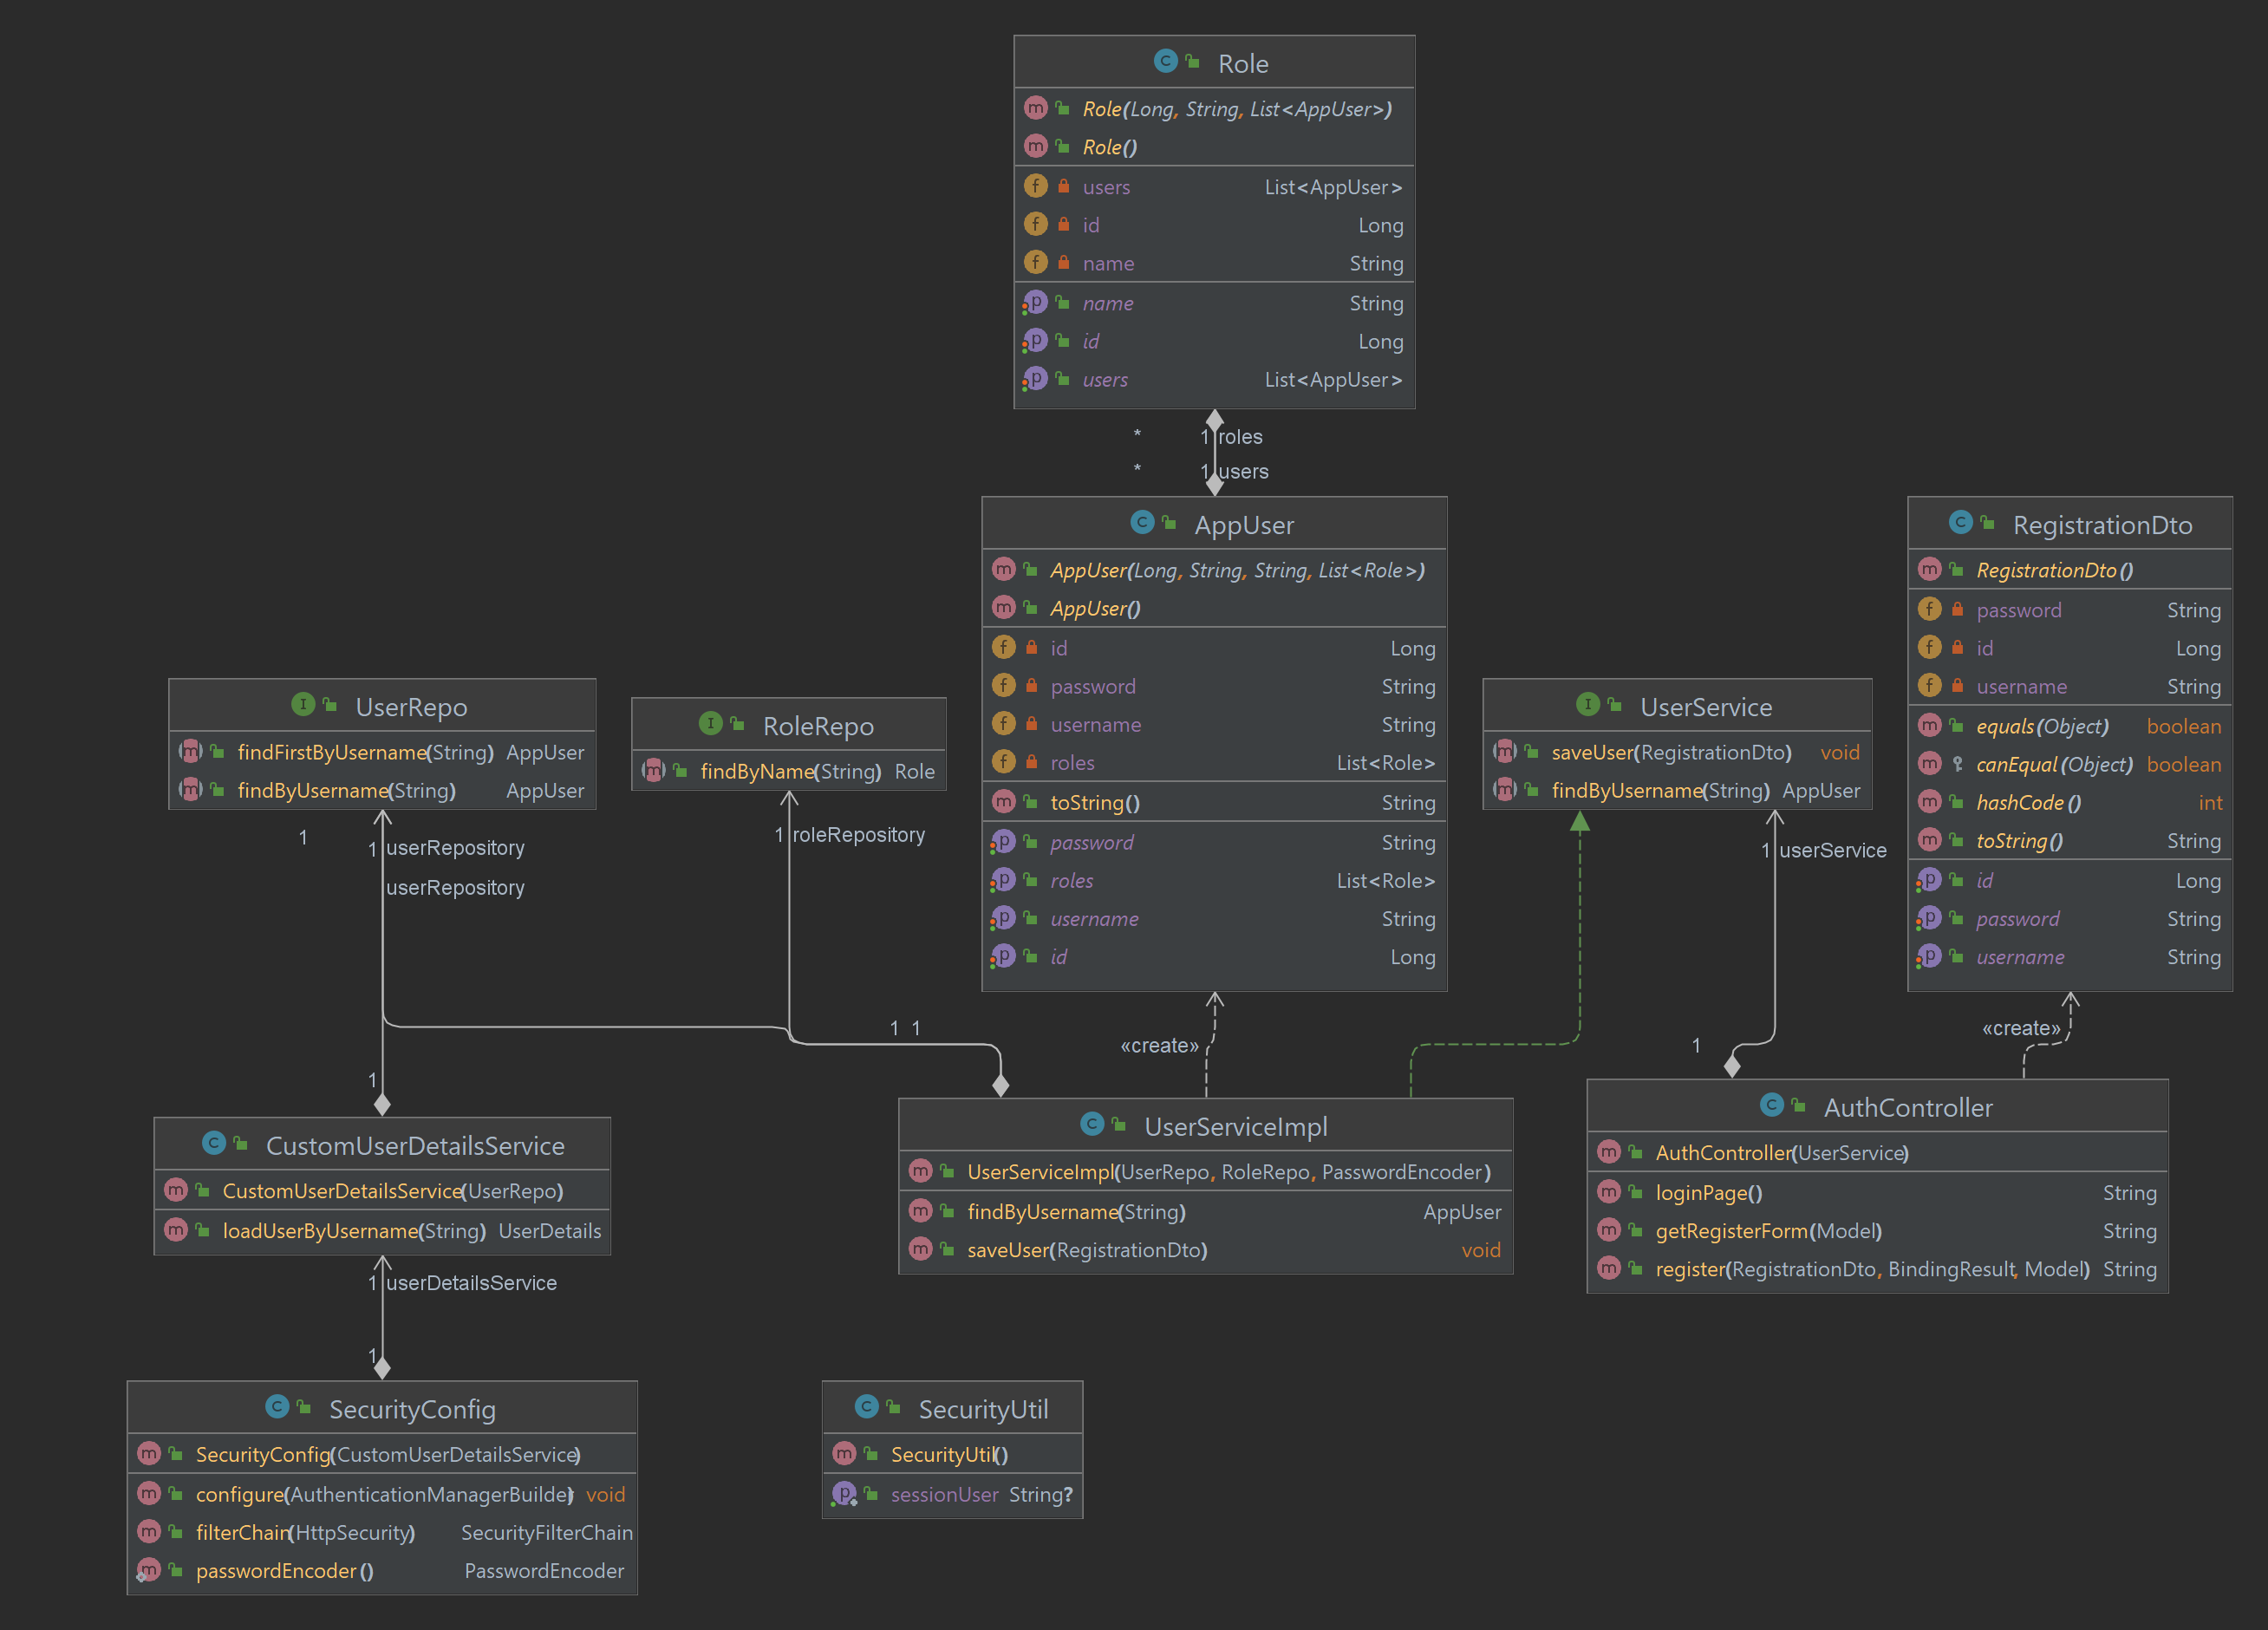 Role
Role(Long, String, List<AppUser>)
Role()
users List<AppUser>
id Long
name String
name String
id Long
users List<AppUser>
* 1 roles
* 1 users
AppUser
AppUser(Long, String, String, List<Role>)
AppUser()
id Long
password String
username String
roles List<Role>
toString() String
password String
roles List<Role>
username String
id Long
RegistrationDto
RegistrationDto()
password String
id Long
username String
equals(Object) boolean
canEqual(Object) boolean
hashCode() int
toString() String
id Long
password String
username String
UserRepo
findFirstByUsername(String) AppUser
findByUsername(String) AppUser
RoleRepo
findByName(String) Role
UserService
saveUser(RegistrationDto) void
findByUsername(String) AppUser
1
1 userRepository
userRepository
1 roleRepository
1 userService
1 1
«create»
1
«create»
1
CustomUserDetailsService
CustomUserDetailsService(UserRepo)
loadUserByUsername(String) UserDetails
UserServiceImpl
UserServiceImpl(UserRepo, RoleRepo, PasswordEncoder)
findByUsername(String) AppUser
saveUser(RegistrationDto) void
AuthController
AuthController(UserService)
loginPage() String
getRegisterForm(Model) String
register(RegistrationDto, BindingResult, Model) String
1 userDetailsService
1
SecurityConfig
SecurityConfig(CustomUserDetailsService)
configure(AuthenticationManagerBuilder) void
filterChain(HttpSecurity) SecurityFilterChain
passwordEncoder() PasswordEncoder
SecurityUtil
SecurityUtil()
sessionUser String?